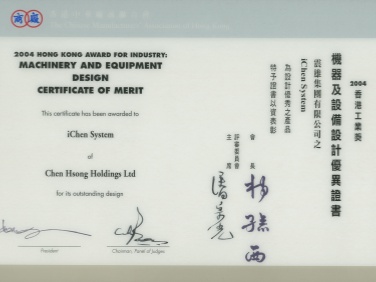 商廠
2004 HONG KONG AWARD FOR INDUSTRY:
MACHINERY AND EQUIPMENT
DESIGN
CERTIFICATE OF MERIT
This certificate has been awarded to
iChen System
of
Chen Hsong Holdings Ltd
for its outstanding design
President
Chairman, Panel of Judges
2004 香港工業獎
機器及設備設計優異證書
震雄集團有限公司之
iChen System
為設計優秀之產品
特予證書以資表彰
會長
評審委員會
主席